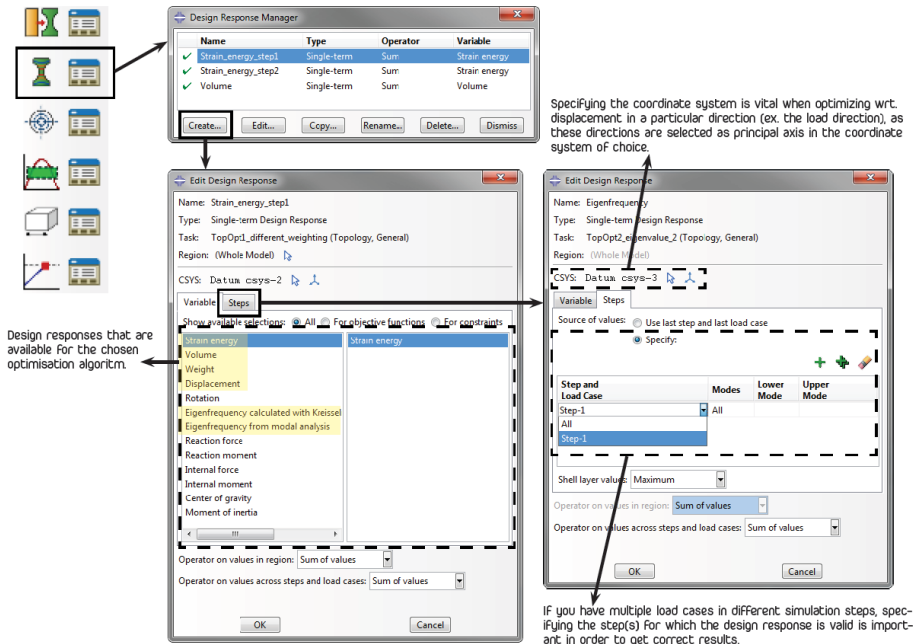 Design Response Manager
Name Type Operator Variable
Strain_energy_step1 Single-term Sum Strain energy
Strain_energy_step2 Single-term Sum Strain energy
Volume Single-term Sum Volume
Create... Edit... Copy... Rename... Delete... Dismiss
Specifying the coordinate system is vital when optimizing wrt.
displacement in a particular direction (ex. the load direction), as
these directions are selected as principal axis in the coordinate
system of choice.
Edit Design Response
Name: Strain_energy_step1
Type: Single-term Design Response
Task: TopOpt1_different_weighting (Topology, General)
Region: (Whole Model)
CSYS: Datum csys-2
Variable Steps
Show available selections: All For objective functions For constraints
Strain energy Strain energy
Volume
Weight
Displacement
Rotation
Eigenfrequency calculated with Kreissel
Eigenfrequency from modal analysis
Reaction force
Reaction moment
Internal force
Internal moment
Center of gravity
Moment of inertia
Operator on values in region: Sum of values
Operator on values across steps and load cases: Sum of values
OK Cancel
Design responses that are
available for the chosen
optimisation algoritm.
Edit Design Response
Name: Eigenfrequency
Type: Single-term Design Response
Task: TopOpt2_eigenvalue_2 (Topology, General)
Region: (Whole Model)
CSYS: Datum csys-3
Variable Steps
Source of values: Use last step and last load case
Specify:
Step and
Load Case Modes Lower
Mode Upper
Mode
Step-1 All
All
Step-1
Shell layer values: Maximum
Operator on values in region: Sum of values
Operator on values across steps and load cases: Sum of values
OK Cancel
If you have multiple load cases in different simulation steps, spec-
ifying the step(s) for which the design response is valid is import-
ant in order to get correct results.